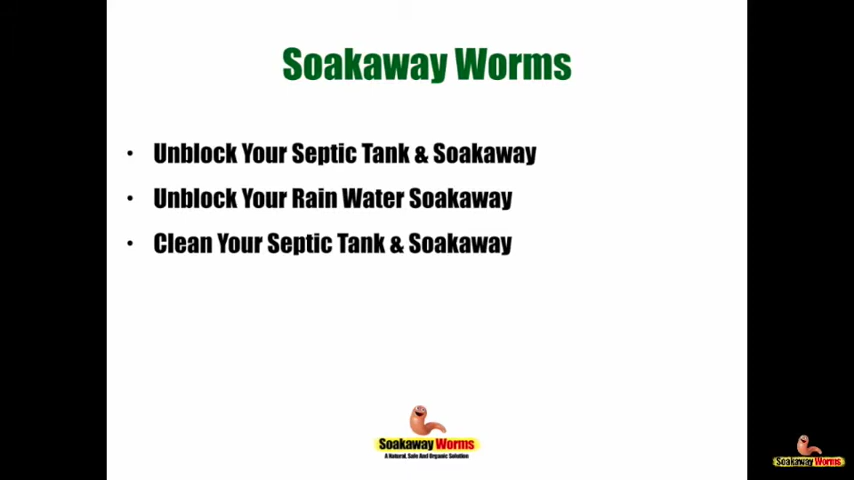 Soakaway Worms
• Unblock Your Septic Tank & Soakaway
• Unblock Your Rain Water Soakaway
• Clean Your Septic Tank & Soakaway
Soakaway Worms
A Natural, Safe And Organic Solution
Soakaway Worms